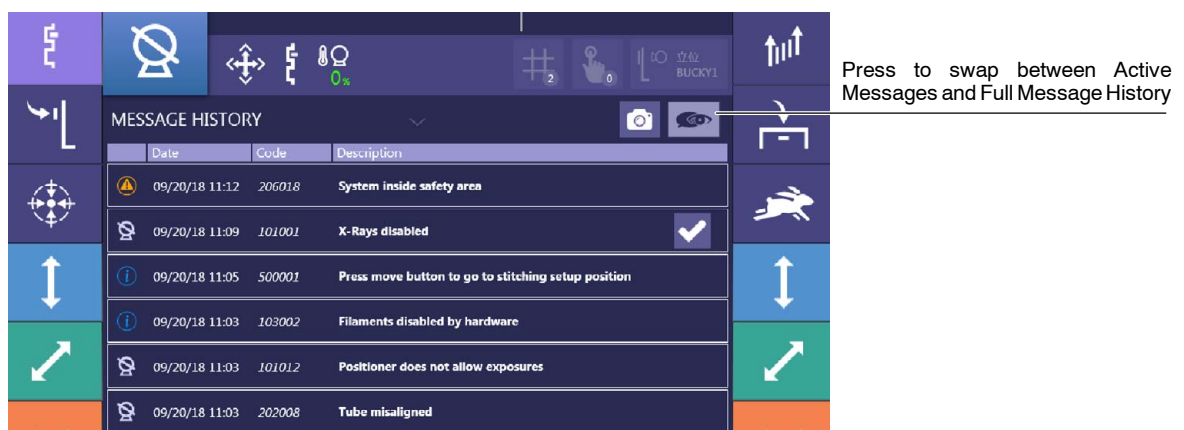 0%
2
0
立位
BUCKY1
Press to swap between Active
Messages and Full Message History
MESSAGE HISTORY
Date Code Description
09/20/18 11:12 206018 System inside safety area
09/20/18 11:09 101001 X-Rays disabled
09/20/18 11:05 500001 Press move button to go to stitching setup position
09/20/18 11:03 103002 Filaments disabled by hardware
09/20/18 11:03 101012 Positioner does not allow exposures
09/20/18 11:03 202008 Tube misaligned